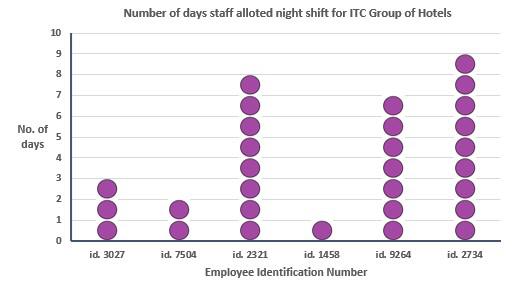 Number of days staff alloted night shift for ITC Group of Hotels
10
9
8
7
6
5
4
3
2
1
0
No. of
days
id. 3027 id. 7504 id. 2321 id. 1458 id. 9264 id. 2734
Employee Identification Number